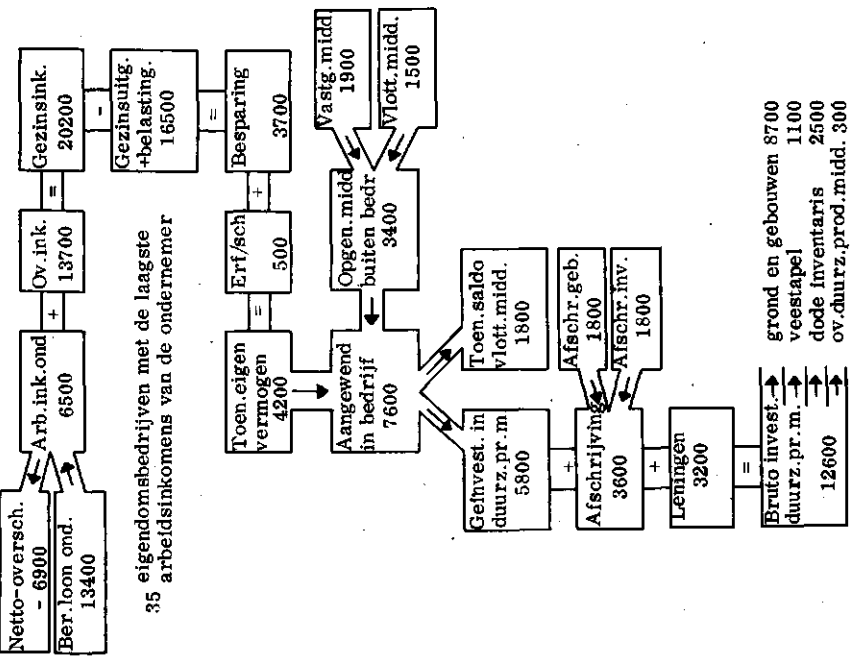 Netto-oversch.
- 6900
Ber.loon ond.
13400
Arb.ink.ond
6500
+
Ov.ink.
13700
=
Gezinsink.
20200
-
Gezinsuitg.
+belasting.
16500
=
Besparing
3700
+
Erf/sch
500
=
Toen.eigen
vermogen
4200
35 eigendomsbedrijven met de laagste
arbeidsinkomens van de ondernemer
Vastg.midd.
1900
Vlott.midd.
1500
Opgen.midd
buiten bedr
3400
Aangewend
in bedrijf
7600
Toen.saldo
vlott.midd.
1800
Geïnvest. in
duurz.pr.m
5800
+
Afschr.geb.
1800
Afschr.inv.
1800
Afschrijving
3600
+
Leningen
3200
=
Bruto invest.
duurz.pr.m.
12600
grond en gebouwen 8700
veestapel 1100
dode inventaris 2500
ov.duurz.prod.midd. 300